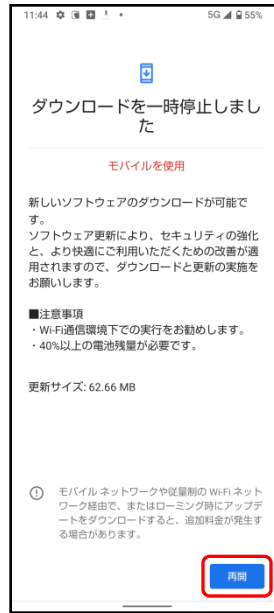 11:44 5G 55%
ダウンロードを一時停止しまし
た
モバイルを使用
新しいソフトウェアのダウンロードが可能で
す。
ソフトウェア更新により、セキュリティの強化
と、より快適にご利用いただくための改善が適
用されますので、ダウンロードと更新の実施を
お願いします。
■注意事項
・Wi-Fi通信環境下での実行をお勧めします。
・40%以上の電池残量が必要です。
更新サイズ: 62.66 MB
モバイル ネットワークや従量制の Wi-Fi ネット
ワーク経由で、またはローミング時にアップデ
ートをダウンロードすると、追加料金が発生す
る場合があります。
再開